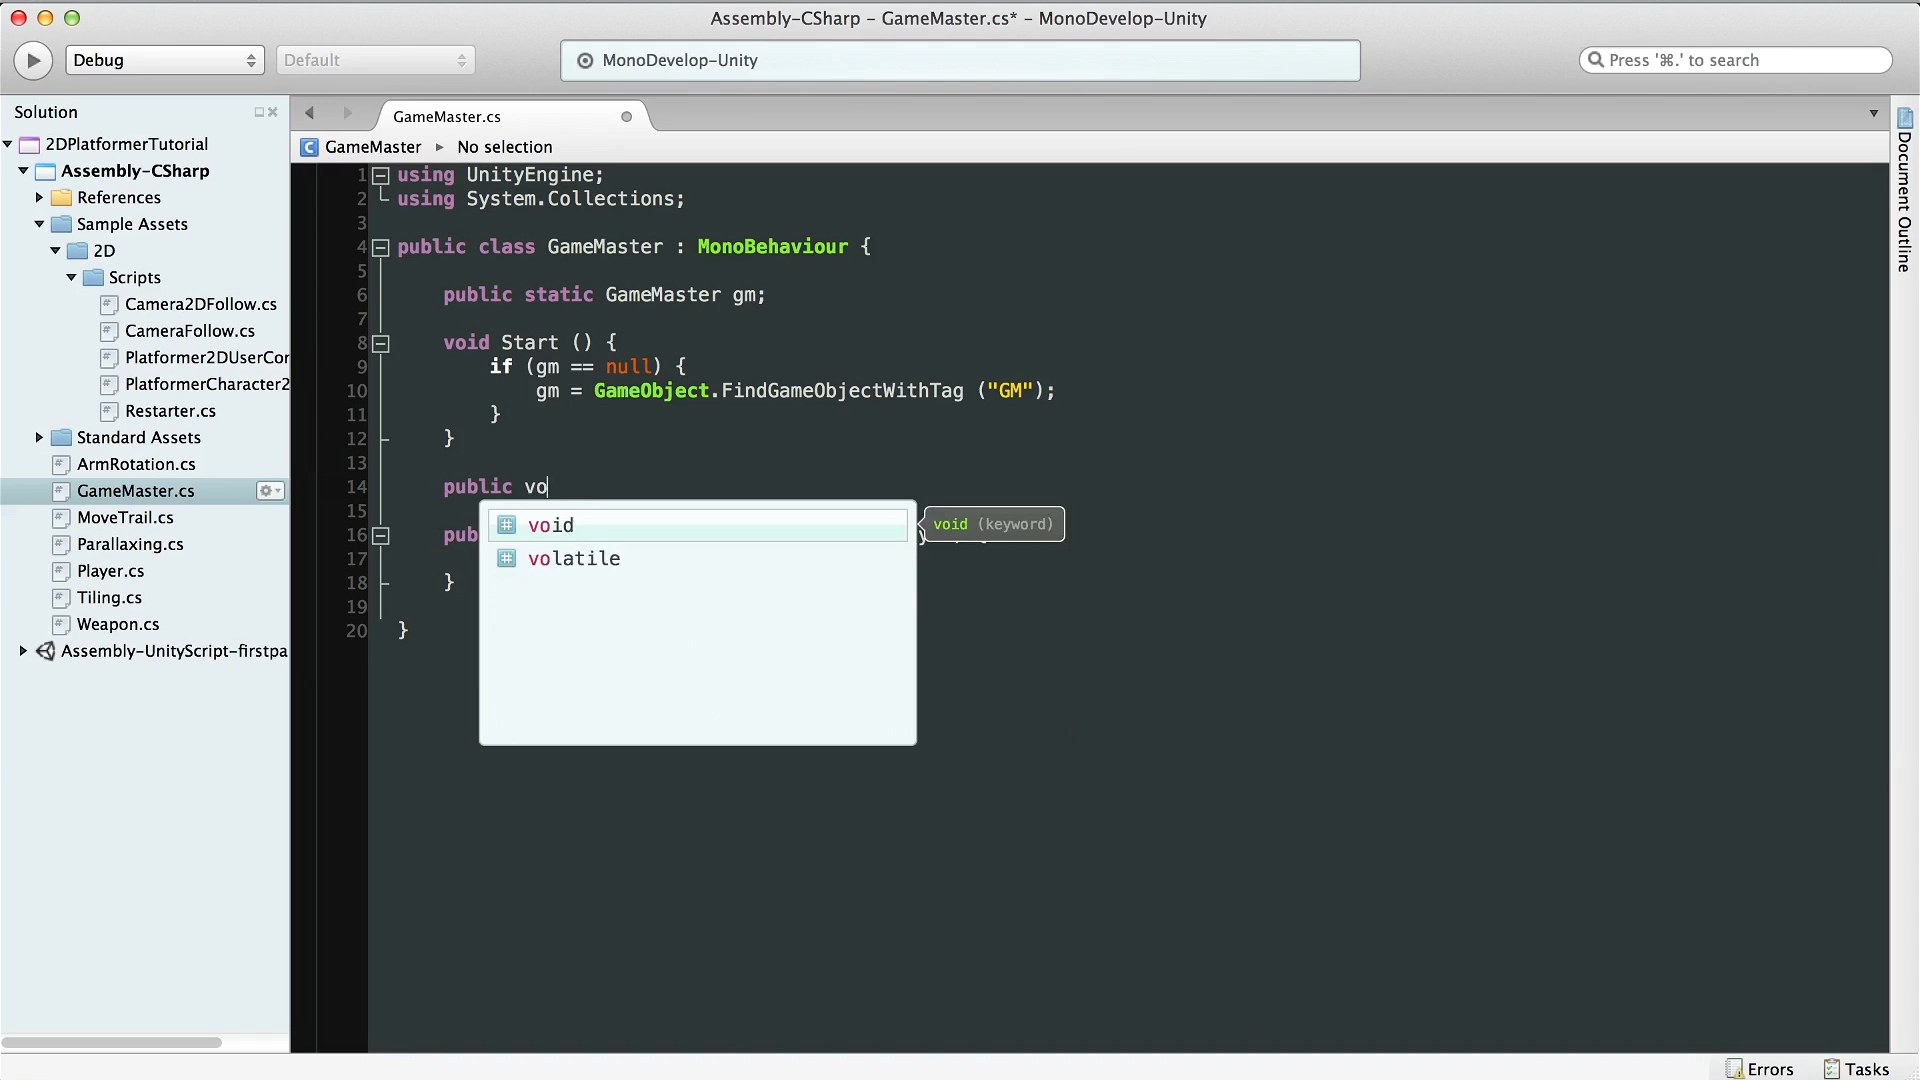 Assembly-CSharp – GameMaster.cs* – MonoDevelop-Unity
Debug
Default
MonoDevelop-Unity
Press '⌘.' to search
Solution
2DPlatformerTutorial
Assembly-CSharp
References
Sample Assets
2D
Scripts
Camera2DFollow.cs
CameraFollow.cs
Platformer2DUserCor
PlatformerCharacter2
Restarter.cs
Standard Assets
ArmRotation.cs
GameMaster.cs
MoveTrail.cs
Parallaxing.cs
Player.cs
Tiling.cs
Weapon.cs
Assembly-UnityScript-firstpa
GameMaster.cs
GameMaster ▸ No selection
1 using UnityEngine;
2 using System.Collections;
3
4 public class GameMaster : MonoBehaviour {
5
6 public static GameMaster gm;
7
8 void Start () {
9 if (gm == null) {
10 gm = GameObject.FindGameObjectWithTag ("GM");
11 }
12 }
13
14 public vo
15
16 pub
17
18 }
19
20 }
void
volatile
void (keyword)
Document Outline
Errors
Tasks